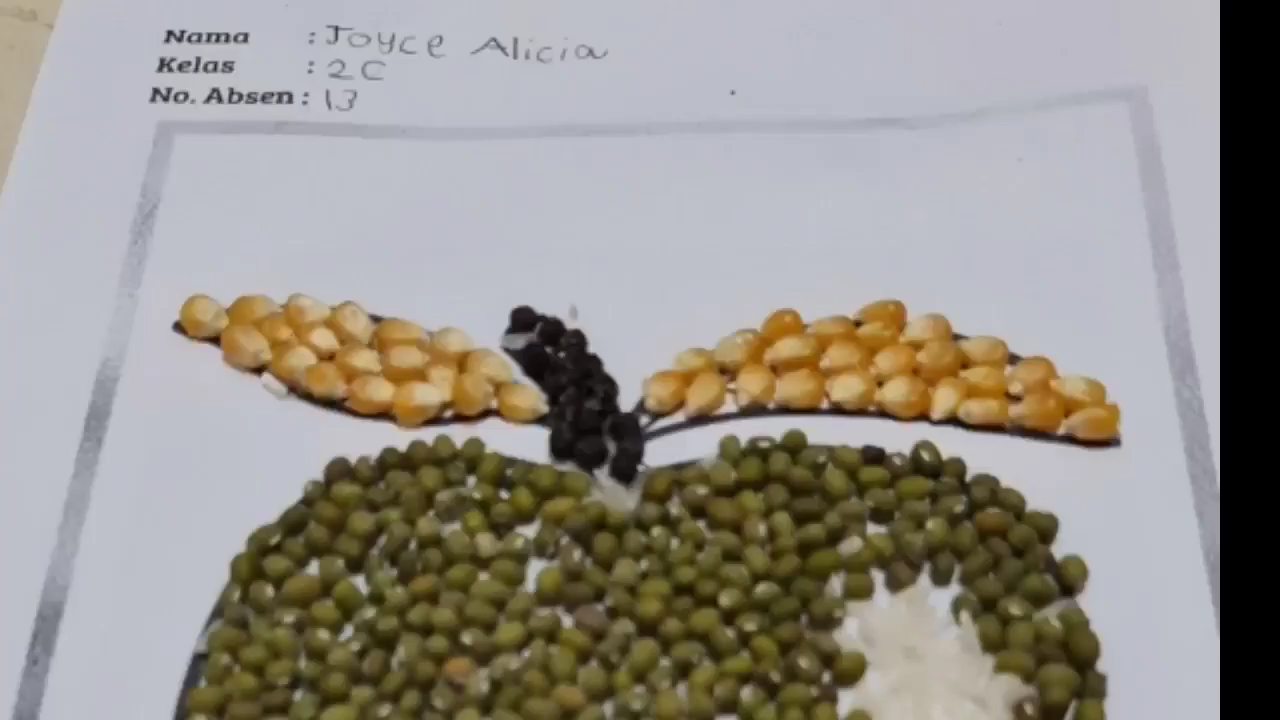 Nama : Joyce Alicia
Kelas : 2C
No. Absen : 13